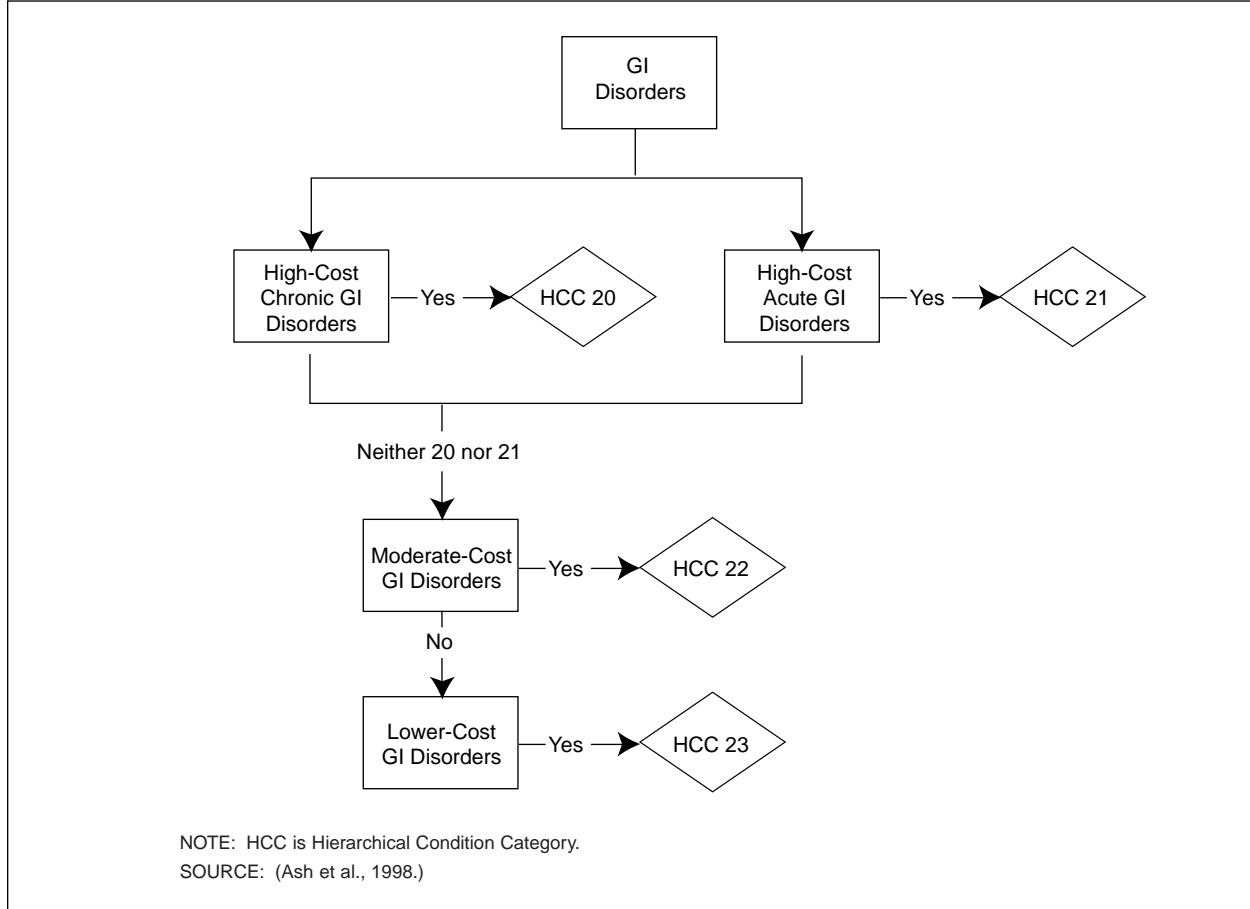 GI
Disorders
High-Cost
Chronic GI
Disorders
Yes
HCC 20
High-Cost
Acute GI
Disorders
Yes
HCC 21
Neither 20 nor 21
Moderate-Cost
GI Disorders
Yes
HCC 22
No
Lower-Cost
GI Disorders
Yes
HCC 23
NOTE: HCC is Hierarchical Condition Category.
SOURCE: (Ash et al., 1998.)